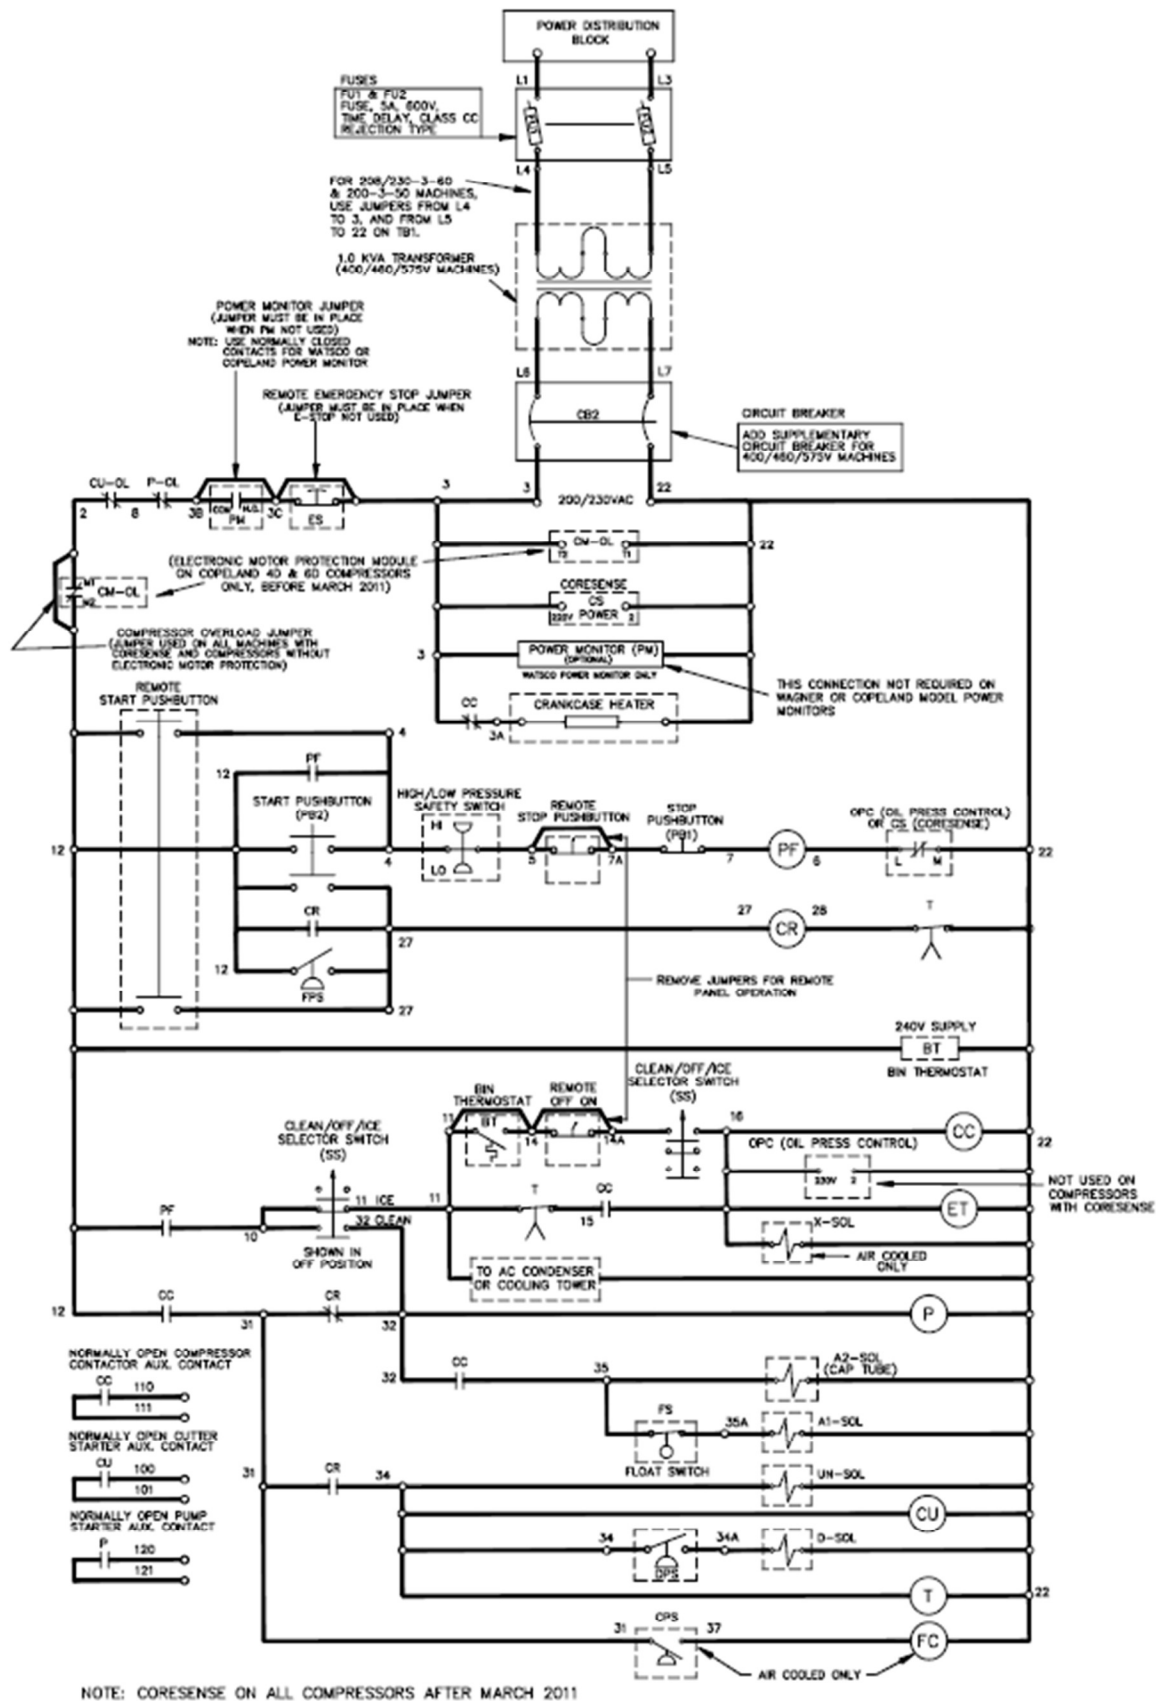 POWER DISTRIBUTION
BLOCK
L1
L3
FUSES
FU1 & FU2
FUSE, 5A, 600V,
TIME DELAY, CLASS CC
REJECTION TYPE
FU1
FU2
L4
L5
FOR 208/230-3-60
& 200-3-50 MACHINES,
USE JUMPERS FROM L4
TO 3, AND FROM L5
TO 22 ON TB1.
1.0 KVA TRANSFORMER
(400/460/575V MACHINES)
POWER MONITOR JUMPER
(JUMPER MUST BE IN PLACE
WHEN PM NOT USED)
NOTE: USE NORMALLY CLOSED
CONTACTS FOR WATSCO OR
COPELAND POWER MONITOR
L6
L7
REMOTE EMERGENCY STOP JUMPER
(JUMPER MUST BE IN PLACE WHEN
E-STOP NOT USED)
CB2
CIRCUIT BREAKER
ADD SUPPLEMENTARY
CIRCUIT BREAKER FOR
400/460/575V MACHINES
CU-OL
P-OL
3
3
200/230VAC
22
2
8
3B
COM
N.O.
3C
PM
ES
(ELECTRONIC MOTOR PROTECTION MODULE
ON COPELAND 4D & 6D COMPRESSORS
ONLY, BEFORE MARCH 2011)
CM-OL
T2
T1
22
M1
M2
CM-OL
CORESENSE
CS
220V
POWER
2
COMPRESSOR OVERLOAD JUMPER
(JUMPER USED ON ALL MACHINES WITH
CORESENSE AND COMPRESSORS WITHOUT
ELECTRONIC MOTOR PROTECTION)
3
POWER MONITOR (PM)
(OPTIONAL)
WATSCO POWER MONITOR ONLY
THIS CONNECTION NOT REQUIRED ON
WAGNER OR COPELAND MODEL POWER
MONITORS
REMOTE
START PUSHBUTTON
CC
3A
CRANKCASE HEATER
4
12
PF
START PUSHBUTTON
(PB2)
HIGH/LOW PRESSURE
SAFETY SWITCH
HI
LO
REMOTE
STOP PUSHBUTTON
STOP
PUSHBUTTON
(PB1)
OPC (OIL PRESS CONTROL)
OR CS (CORESENSE)
12
4
5
7A
7
PF
6
L
M
22
CR
27
27
CR
28
T
12
FPS
27
REMOVE JUMPERS FOR REMOTE
PANEL OPERATION
240V SUPPLY
BT
BIN THERMOSTAT
BIN
THERMOSTAT
REMOTE
OFF ON
CLEAN/OFF/ICE
SELECTOR SWITCH
(SS)
11
BT
14
14A
16
CC
22
CLEAN/OFF/ICE
SELECTOR SWITCH
(SS)
OPC (OIL PRESS CONTROL)
230V
2
NOT USED ON
COMPRESSORS
WITH CORESENSE
PF
10
11 ICE
32 CLEAN
11
T
CC
15
ET
X-SOL
AIR COOLED
ONLY
SHOWN IN
OFF POSITION
TO AC CONDENSER
OR COOLING TOWER
12
CC
31
CR
32
P
NORMALLY OPEN COMPRESSOR
CONTACTOR AUX. CONTACT
CC
110
111
32
CC
35
A2-SOL
(CAP TUBE)
FS
35A
A1-SOL
FLOAT SWITCH
NORMALLY OPEN CUTTER
STARTER AUX. CONTACT
CU
100
101
31
CR
34
UN-SOL
CU
NORMALLY OPEN PUMP
STARTER AUX. CONTACT
P
120
121
34
DPS
34A
D-SOL
T
22
31
CPS
37
FC
AIR COOLED ONLY
NOTE: CORESENSE ON ALL COMPRESSORS AFTER MARCH 2011